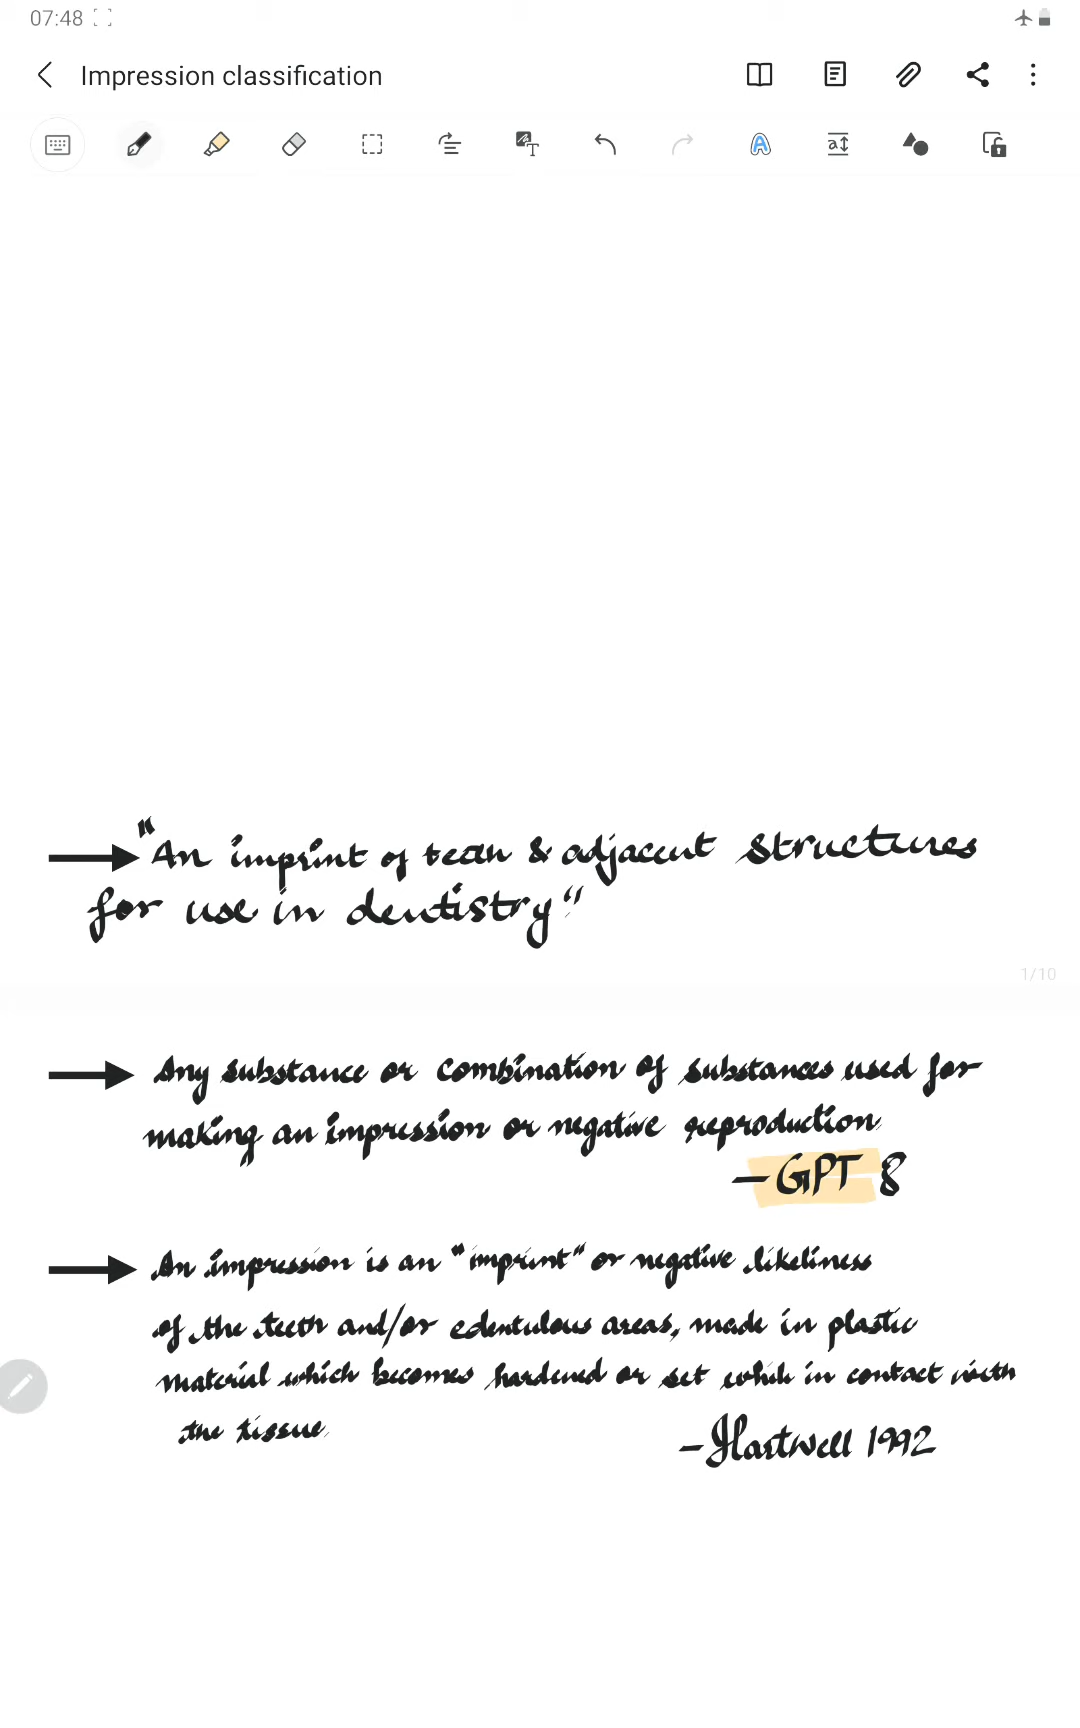 07:48
Impression classification
"An imprint of teeth & adjacent structures
for use in dentistry"
1/10
Any substance or combination of substances used for
making an impression or negative reproduction
- GPT 8
An impression is an "imprint" or negative likeliness
of the teeth and/or edentulous areas, made in plastic
material which becomes hardened or set while in contact with
the tissue.
- Hartwell 1992